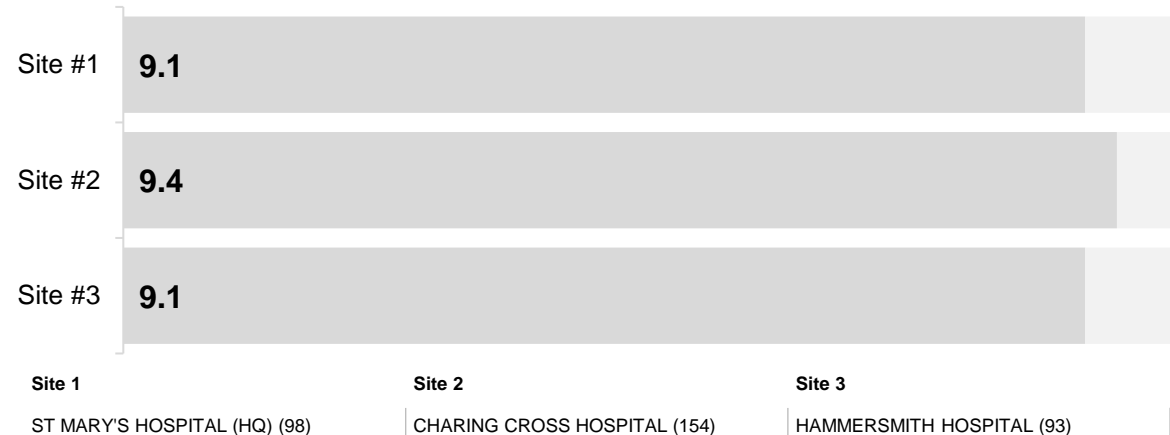 Site #1
9.1
Site #2
9.4
Site #3
9.1
Site 1
Site 2
Site 3
ST MARY'S HOSPITAL (HQ) (98)
CHARING CROSS HOSPITAL (154)
HAMMERSMITH HOSPITAL (93)